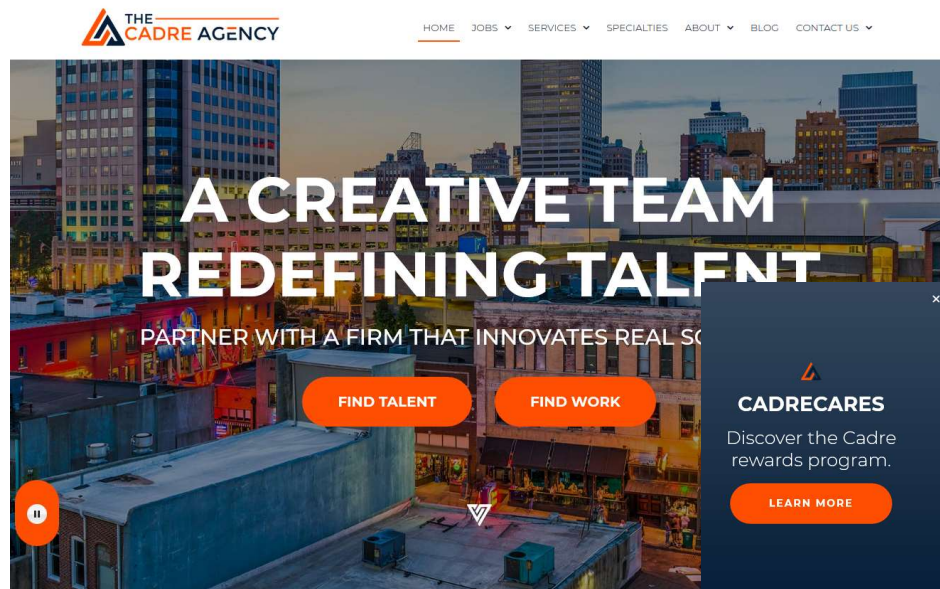 THE
CADRE AGENCY
HOME JOBS SERVICES SPECIALTIES ABOUT BLOG CONTACT US
A CREATIVE TEAM
REDEFINING TALENT
PARTNER WITH A FIRM THAT INNOVATES REAL
FIND TALENT FIND WORK
CADRECARES
Discover the Cadre
rewards program.
LEARN MORE